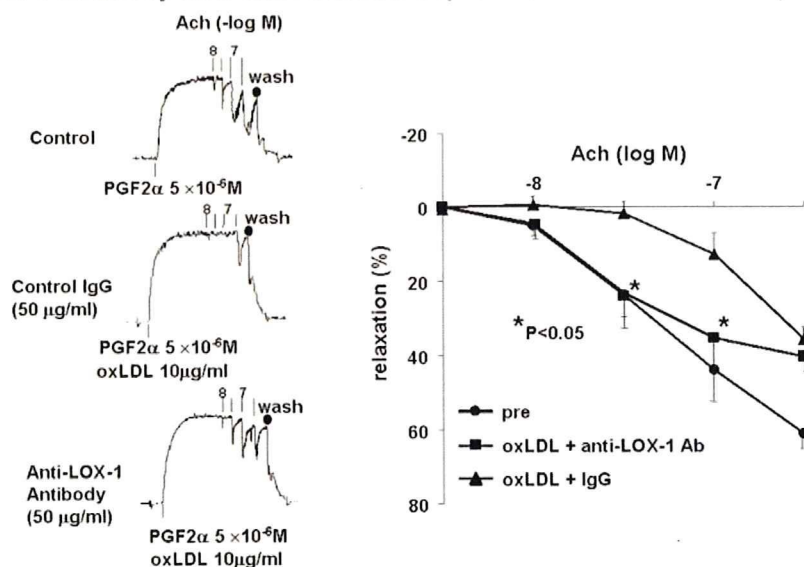 Ach (-log M)
8 7
wash
Control
PGF2α 5 ×10-6M
8 7
wash
Control IgG
(50 µg/ml)
PGF2α 5 ×10-6M
oxLDL 10µg/ml
8 7
wash
Anti-LOX-1
Antibody
(50 µg/ml)
PGF2α 5 ×10-6M
oxLDL 10µg/ml
Ach (log M)
-8 -7
-20
0
20
40
60
80
relaxation (%)
*
*
*P<0.05
pre
oxLDL + anti-LOX-1 Ab
oxLDL + IgG